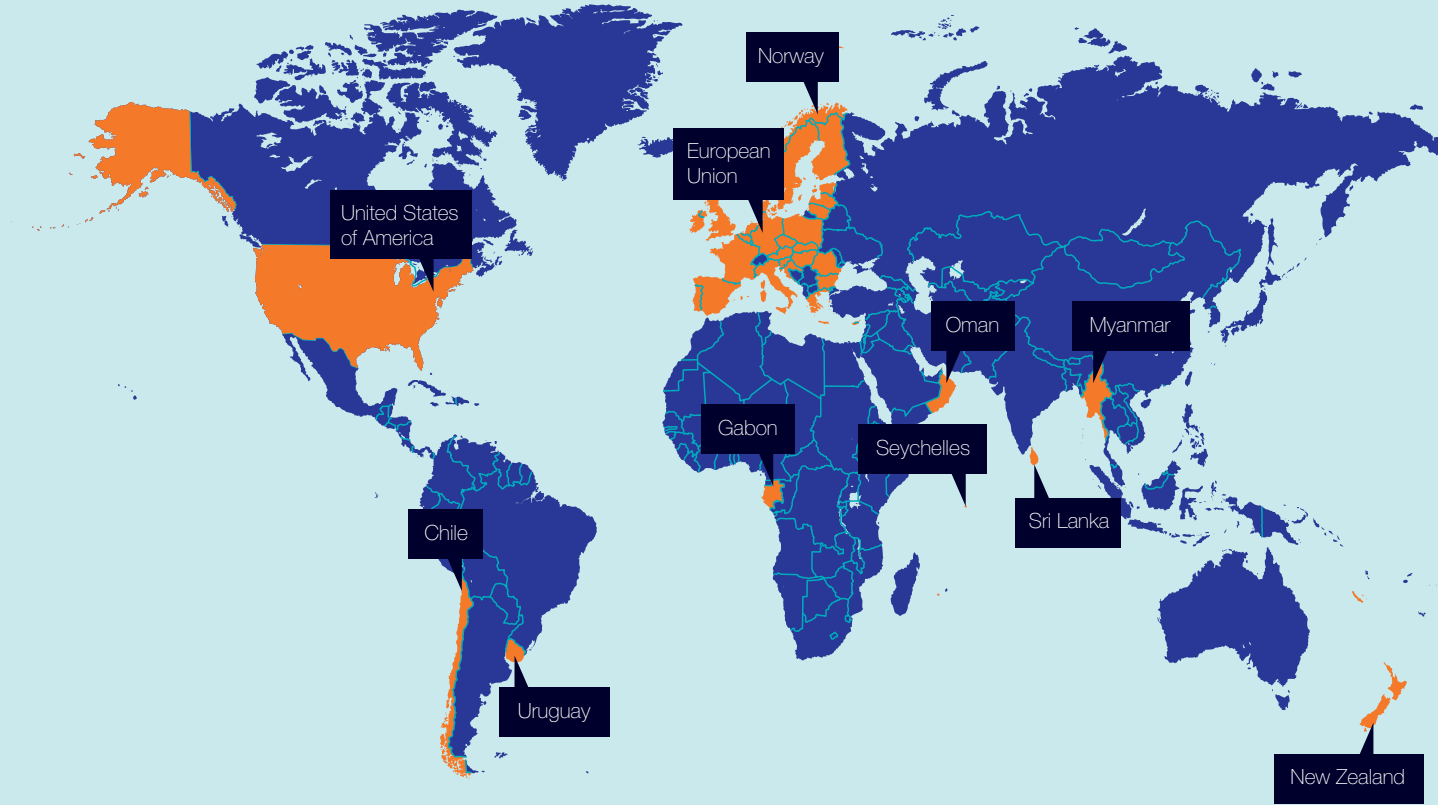 Norway
European
Union
United States
of America
Oman
Myanmar
Gabon
Seychelles
Chile
Sri Lanka
Uruguay
New Zealand